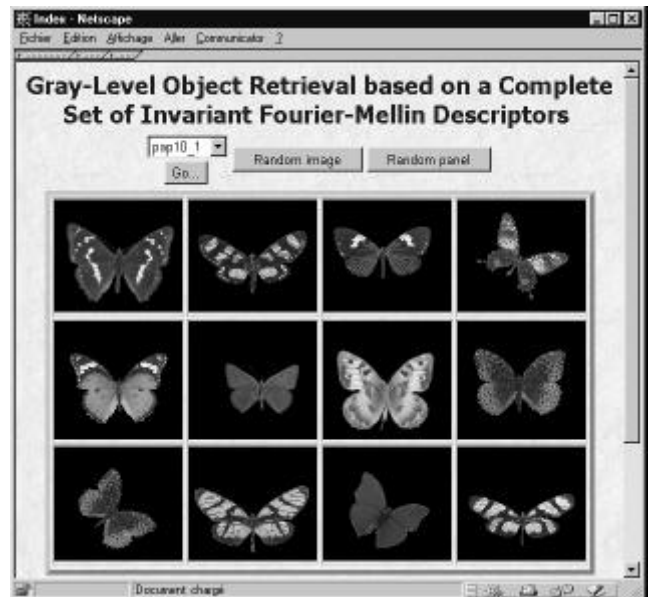 Index - Netscape
Fichier Edition Affichage Aller Communicator ?
Gray-Level Object Retrieval based on a Complete
Set of Invariant Fourier-Mellin Descriptors
pap10_1
Random image Random panel
Go...
Document chargé